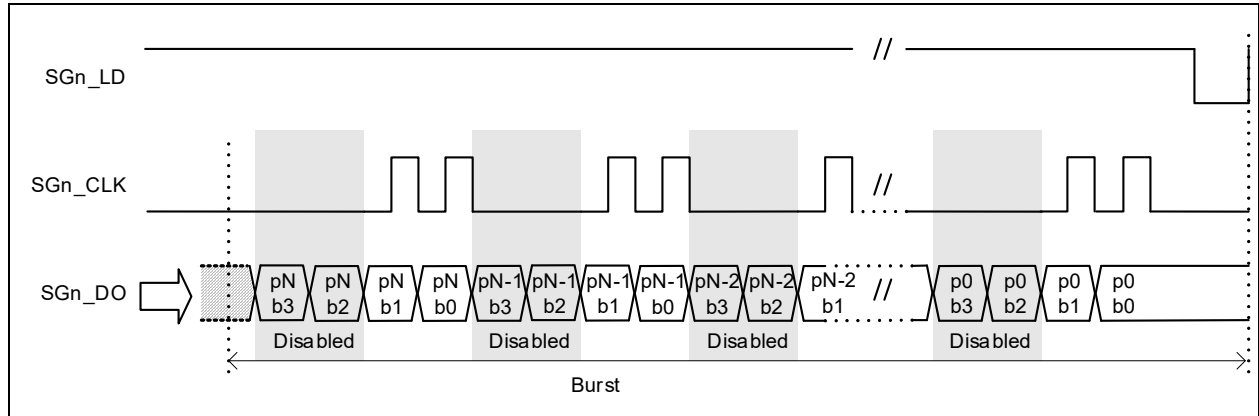 SGn_LD
//
SGn_CLK
//
SGn_DO
pN pN pN pN pN-1 pN-1 pN-1 pN-1 pN-2 pN-2 pN-2 // p0 p0 p0 p0
b3 b2 b1 b0 b3 b2 b1 b0 b3 b2 b1 b3 b2 b1 b0
Disabled Disabled Disabled Disabled
Burst